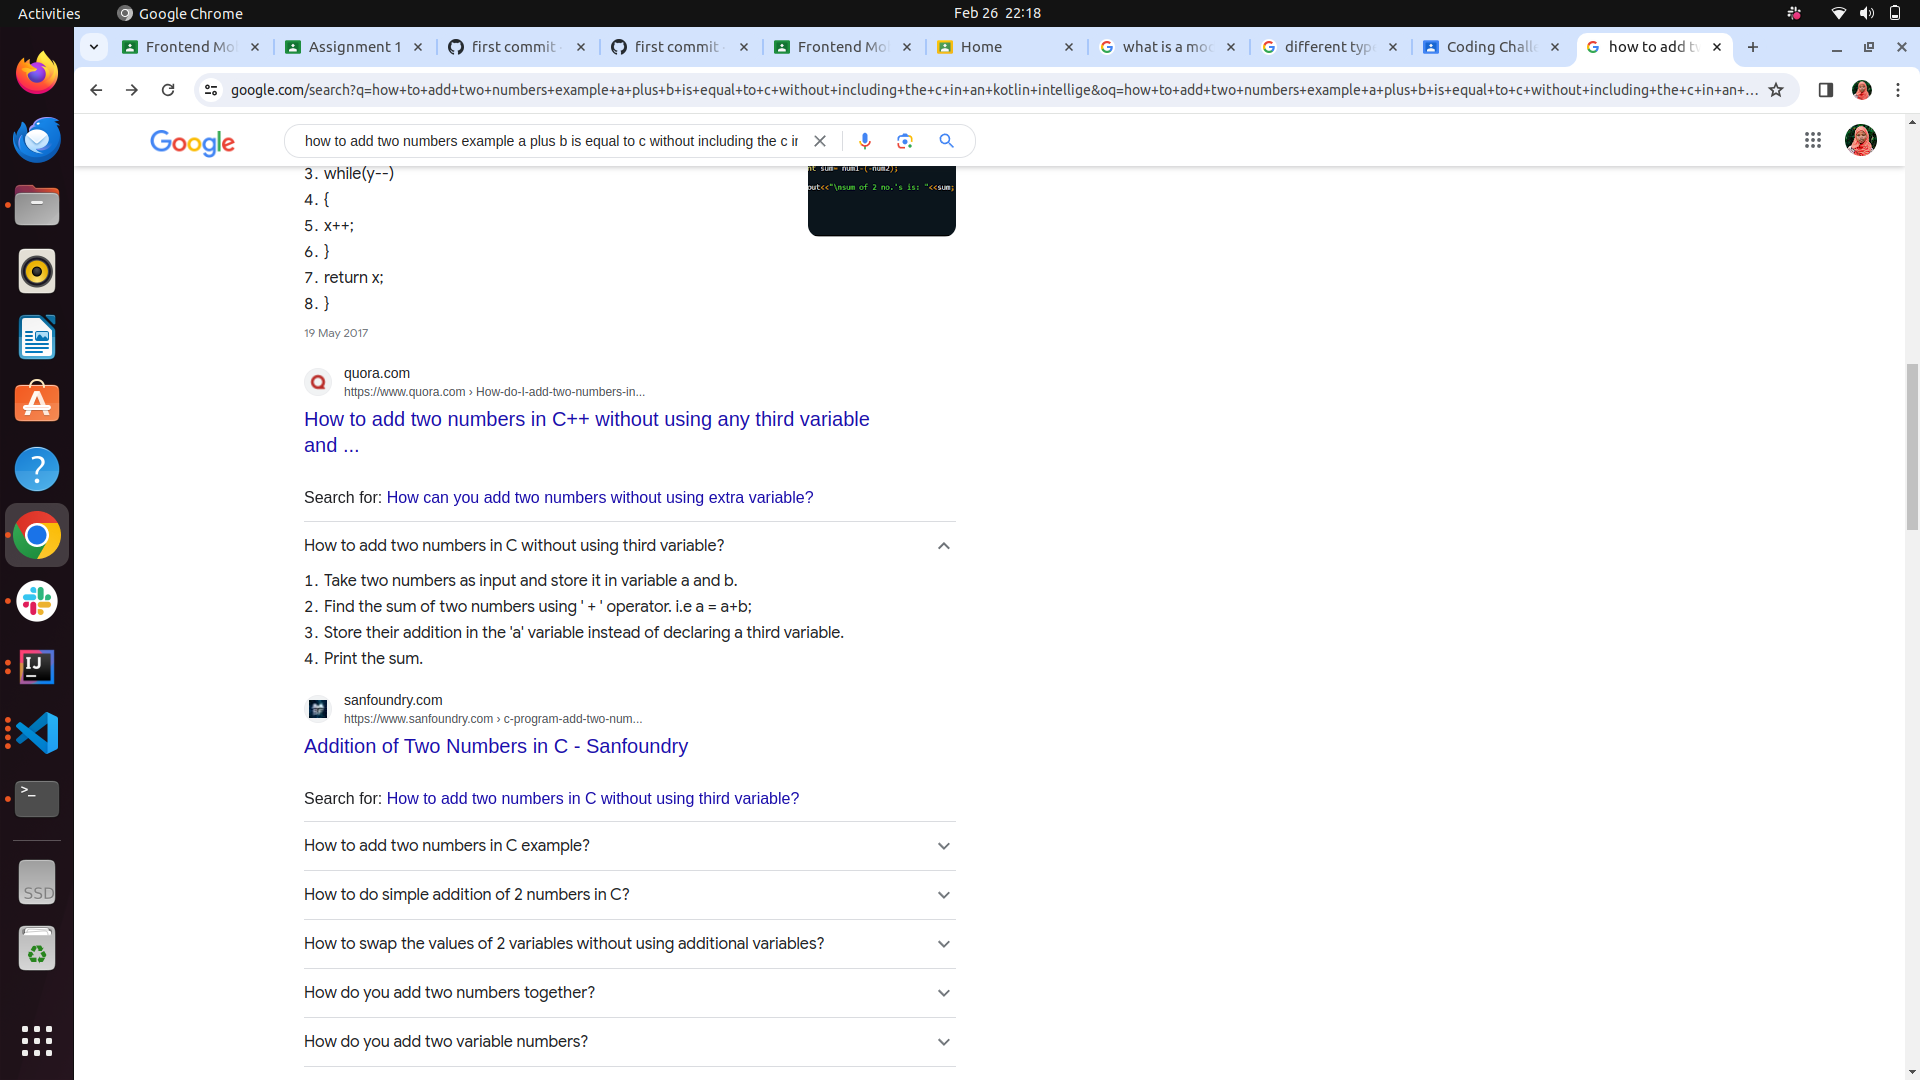 Activities
Google Chrome
Feb 26 22:18
Frontend Mo
Assignment 1
first commit
first commit
Frontend Mo
Home
what is a mo
different typ
Coding Chall
how to add t
google.com/search?q=how+to+add+two+numbers+example+a+plus+b+is+equal+to+c+without+including+the+c+in+an+kotlin+intellige&oq=how+to+add+two+numbers+example+a+plus+b+is+equal+to+c+without+including+the+c+in+an+...
Google
how to add two numbers example a plus b is equal to c without including the c in
3. while(y--)
4. {
5. x++;
6. }
7. return x;
8. }
sum= num1-(-num2);
out<<"\nsum of 2 no.'s is: "<<sum;
19 May 2017
quora.com
https://www.quora.com › How-do-I-add-two-numbers-in...
How to add two numbers in C++ without using any third variable
and ...
Search for: How can you add two numbers without using extra variable?
How to add two numbers in C without using third variable?
1. Take two numbers as input and store it in variable a and b.
2. Find the sum of two numbers using ' + ' operator. i.e a = a+b;
3. Store their addition in the 'a' variable instead of declaring a third variable.
4. Print the sum.
sanfoundry.com
https://www.sanfoundry.com › c-program-add-two-num...
Addition of Two Numbers in C - Sanfoundry
Search for: How to add two numbers in C without using third variable?
How to add two numbers in C example?
How to do simple addition of 2 numbers in C?
How to swap the values of 2 variables without using additional variables?
How do you add two numbers together?
How do you add two variable numbers?
IJ
>_
SSD